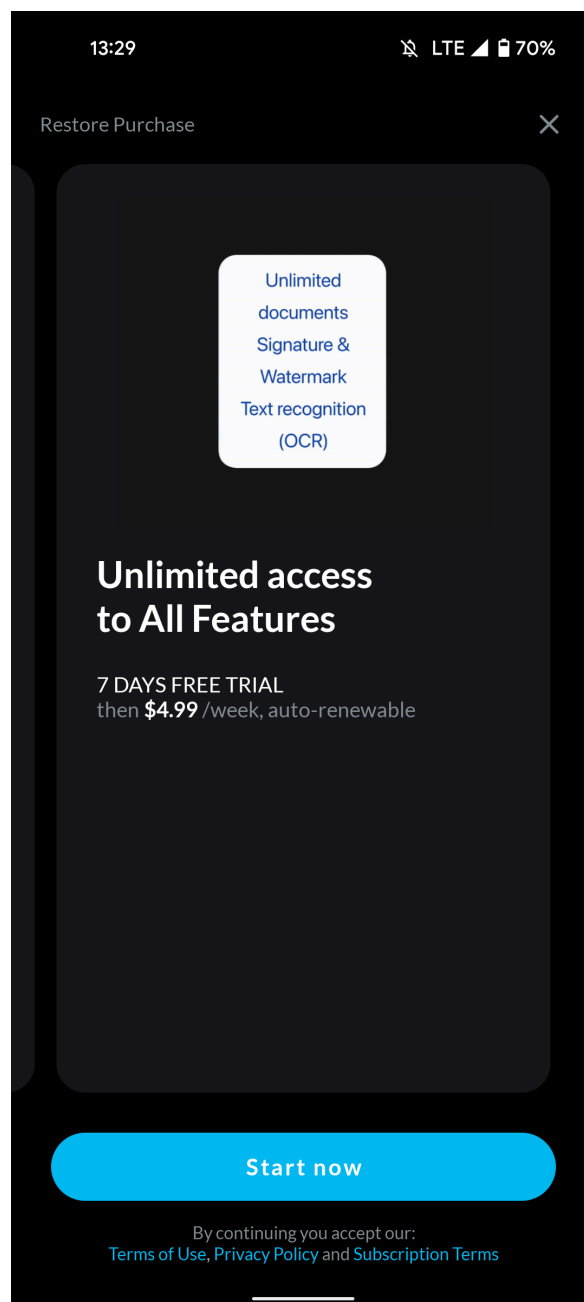 13:29 LTE 70%
Restore Purchase
Unlimited
documents
Signature &
Watermark
Text recognition
(OCR)
Unlimited access
to All Features
7 DAYS FREE TRIAL
then $4.99 /week, auto-renewable
Start now
By continuing you accept our:
Terms of Use, Privacy Policy and Subscription Terms